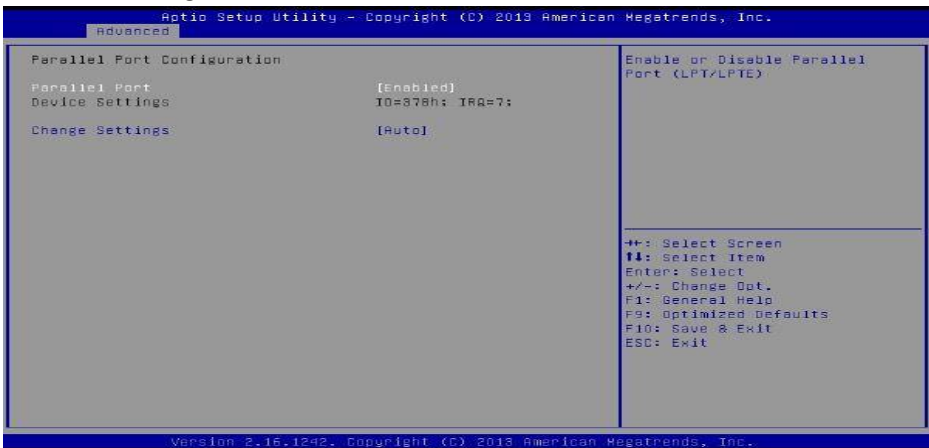 Aptio Setup Utility – Copyright (C) 2013 American Megatrends, Inc.
Advanced
Parallel Port Configuration
Parallel Port [Enabled]
Device Settings IO=378h; IRQ=7;
Change Settings [Auto]
Enable or Disable Parallel
Port (LPT/LPTE)
→←: Select Screen
↑↓: Select Item
Enter: Select
+/-: Change Opt.
F1: General Help
F9: Optimized Defaults
F10: Save & Exit
ESC: Exit
Version 2.16.1242. Copyright (C) 2013 American Megatrends, Inc.